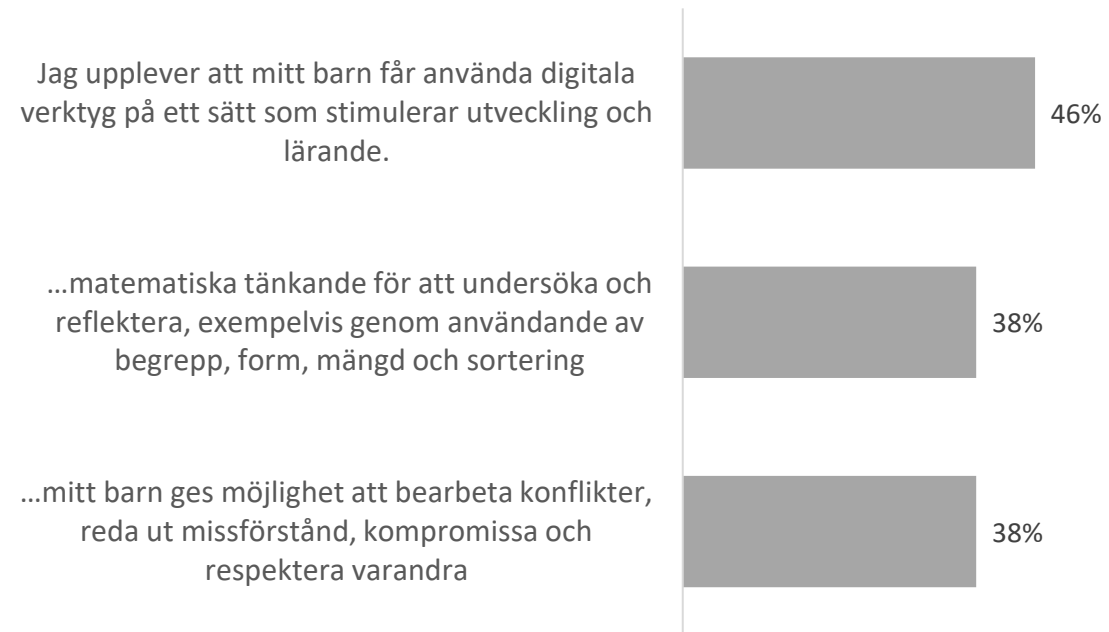 Jag upplever att mitt barn får använda digitala
verktyg på ett sätt som stimulerar utveckling och
lärande.
46%
...matematiska tänkande för att undersöka och
reflektera, exempelvis genom användande av
begrepp, form, mängd och sortering
38%
...mitt barn ges möjlighet att bearbeta konflikter,
reda ut missförstånd, kompromissa och
respektera varandra
38%